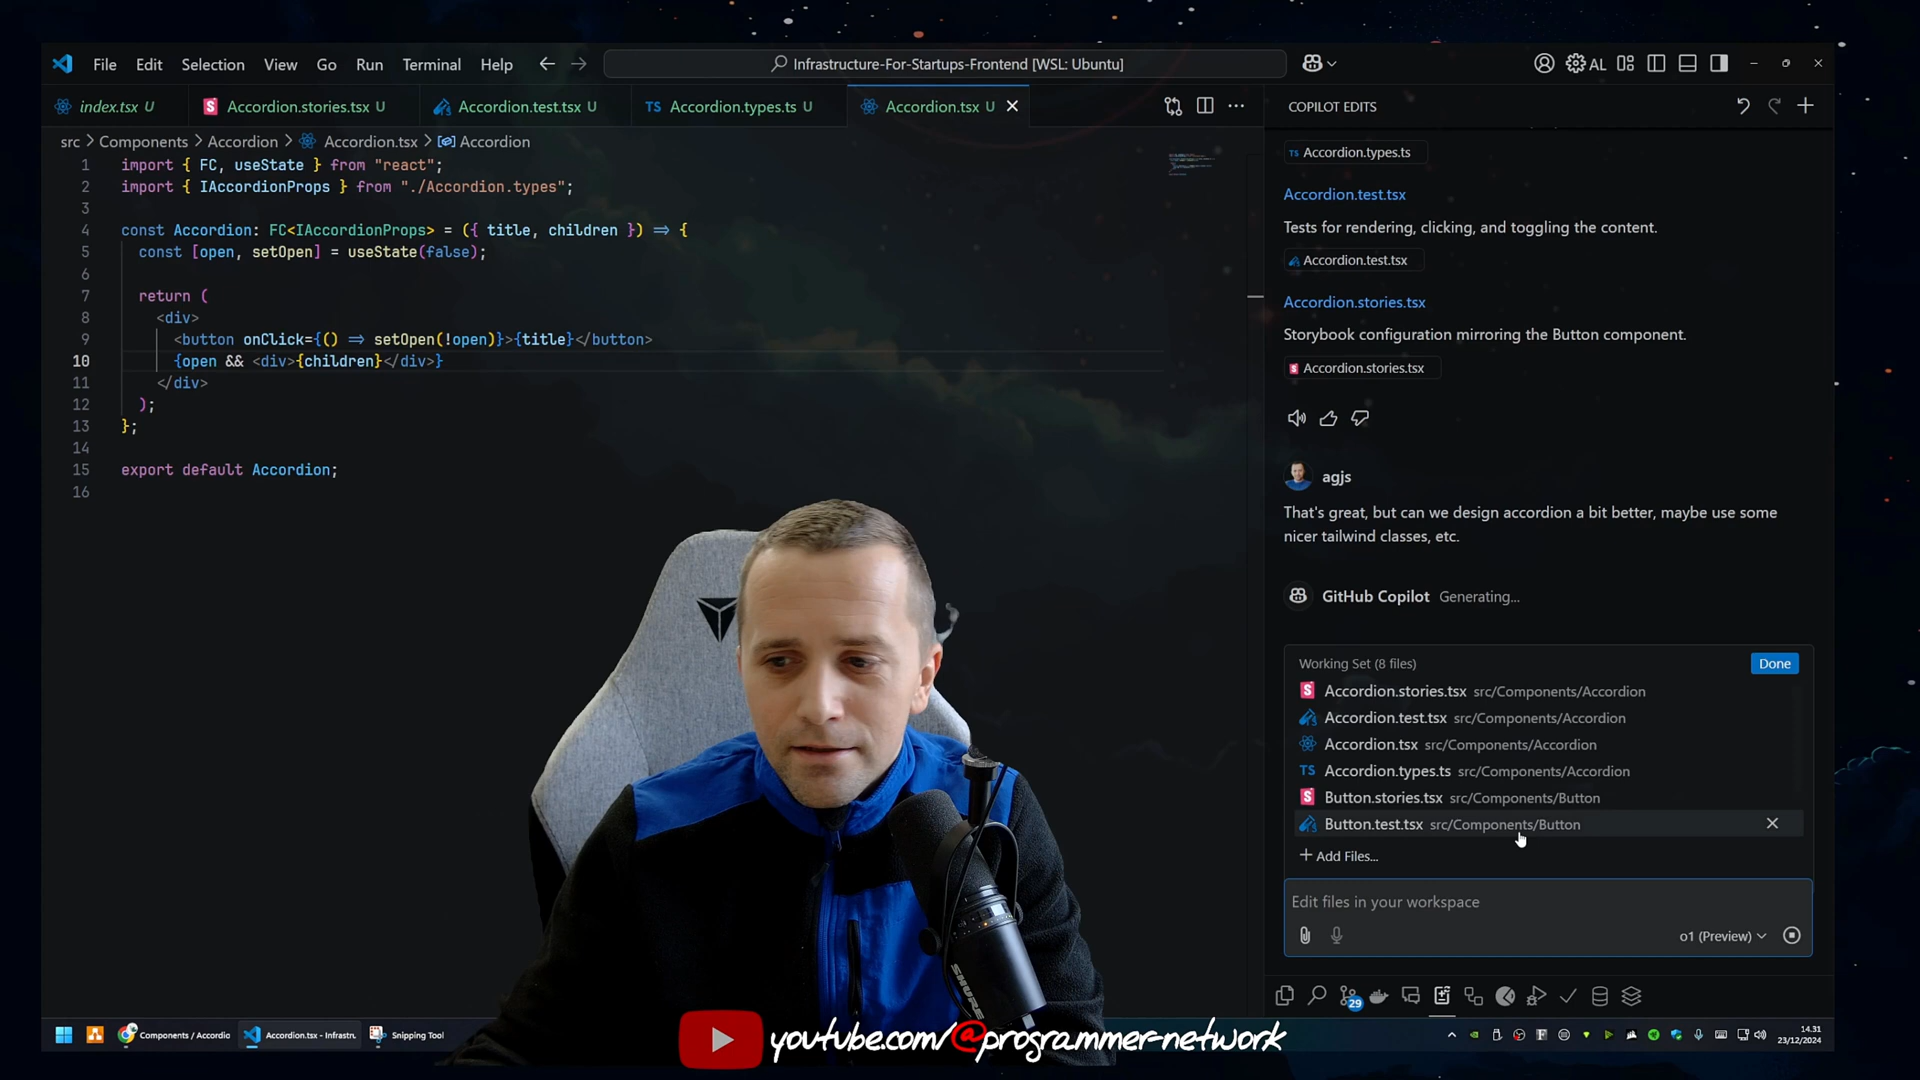 File Edit Selection View Go Run Terminal Help
Infrastructure-For-Startups-Frontend [WSL: Ubuntu]
AL
index.tsx U
Accordion.stories.tsx U
Accordion.test.tsx U
TS Accordion.types.ts U
Accordion.tsx U
src > Components > Accordion > Accordion.tsx > Accordion
1 import { FC, useState } from "react";
2 import { IAccordionProps } from "./Accordion.types";
3
4 const Accordion: FC<IAccordionProps> = ({ title, children }) => {
5 const [open, setOpen] = useState(false);
6
7 return (
8 <div>
9 <button onClick={() => setOpen(!open)}>{title}</button>
10 {open && <div>{children}</div>}
11 </div>
12 );
13 };
14
15 export default Accordion;
16
COPILOT EDITS
TS Accordion.types.ts
Accordion.test.tsx
Tests for rendering, clicking, and toggling the content.
Accordion.test.tsx
Accordion.stories.tsx
Storybook configuration mirroring the Button component.
Accordion.stories.tsx
agjs
That's great, but can we design accordion a bit better, maybe use some
nicer tailwind classes, etc.
GitHub Copilot Generating...
Working Set (8 files)
Done
Accordion.stories.tsx src/Components/Accordion
Accordion.test.tsx src/Components/Accordion
Accordion.tsx src/Components/Accordion
TS Accordion.types.ts src/Components/Accordion
Button.stories.tsx src/Components/Button
Button.test.tsx src/Components/Button
+ Add Files...
Edit files in your workspace
o1 (Preview)
29
SHURE
Components / Accordio
Accordion.tsx - Infrastr.
Snipping Tool
youtube.com/@programmer-network
14.31
23/12/2024